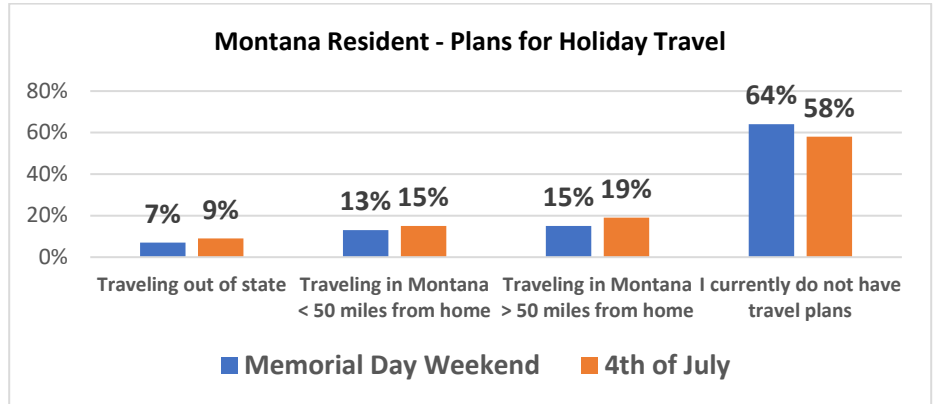 Montana Resident - Plans for Holiday Travel
80%
60%
40%
20%
0%
7%
9%
13%
15%
15%
19%
64%
58%
Traveling out of state
Traveling in Montana
< 50 miles from home
Traveling in Montana
> 50 miles from home
I currently do not have
travel plans
Memorial Day Weekend
4th of July